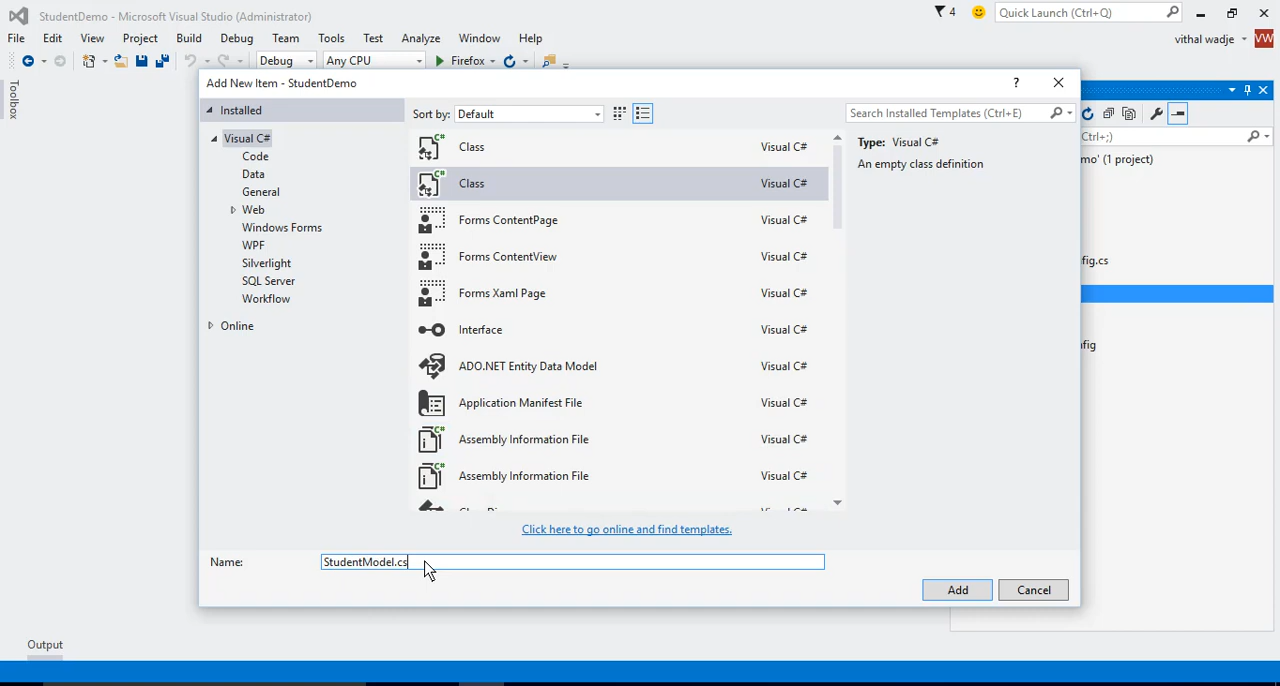 StudentDemo - Microsoft Visual Studio (Administrator)
4
Quick Launch (Ctrl+Q)
File Edit View Project Build Debug Team Tools Test Analyze Window Help
vithal wadje VW
Debug Any CPU Firefox
Toolbox
Add New Item - StudentDemo ?
Installed
Sort by: Default
Search Installed Templates (Ctrl+E)
Visual C#
Code
Data
General
Web
Windows Forms
WPF
Silverlight
SQL Server
Workflow
Online
Class Visual C#
Class Visual C#
Forms ContentPage Visual C#
Forms ContentView Visual C#
Forms Xaml Page Visual C#
Interface Visual C#
ADO.NET Entity Data Model Visual C#
Application Manifest File Visual C#
Assembly Information File Visual C#
Assembly Information File Visual C#
Type: Visual C#
An empty class definition
Ctrl+;)
mo' (1 project)
fig.cs
fig
Click here to go online and find templates.
Name: StudentModel.cs
Add Cancel
Output